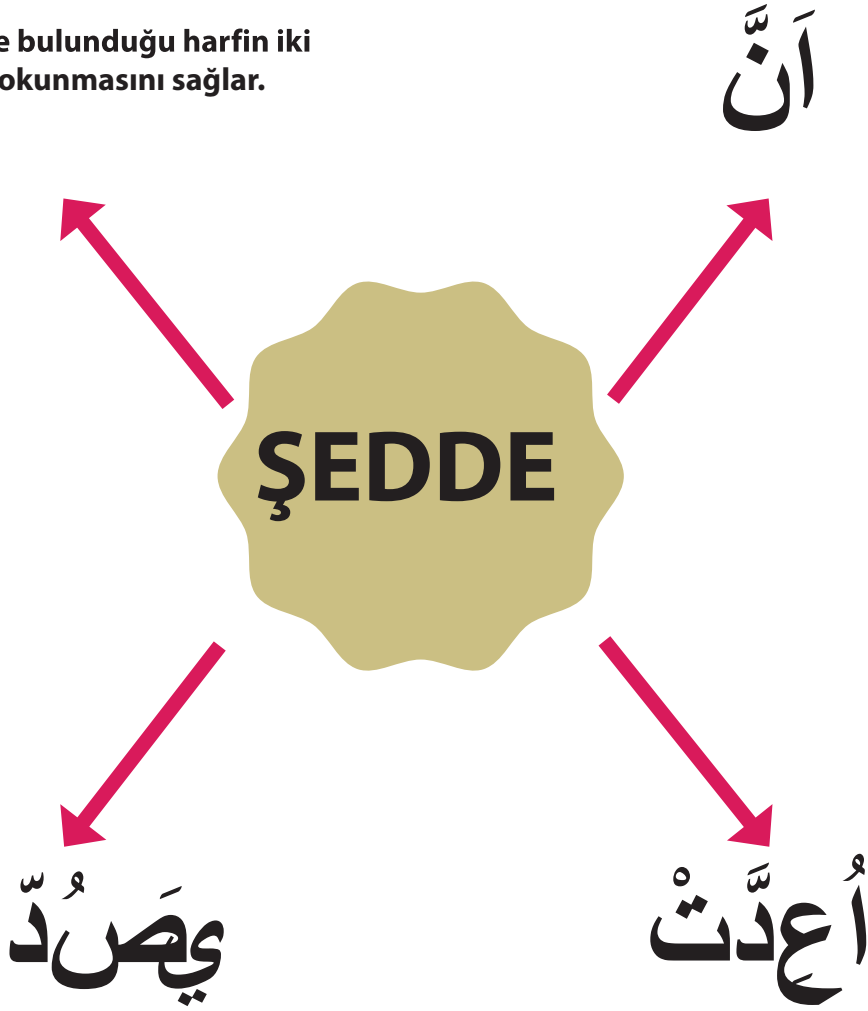 e bulunduğu harfin iki
okunmasını sağlar.
اَنَّ
ŞEDDE
يَصُدّ
اُعِدَّتْ